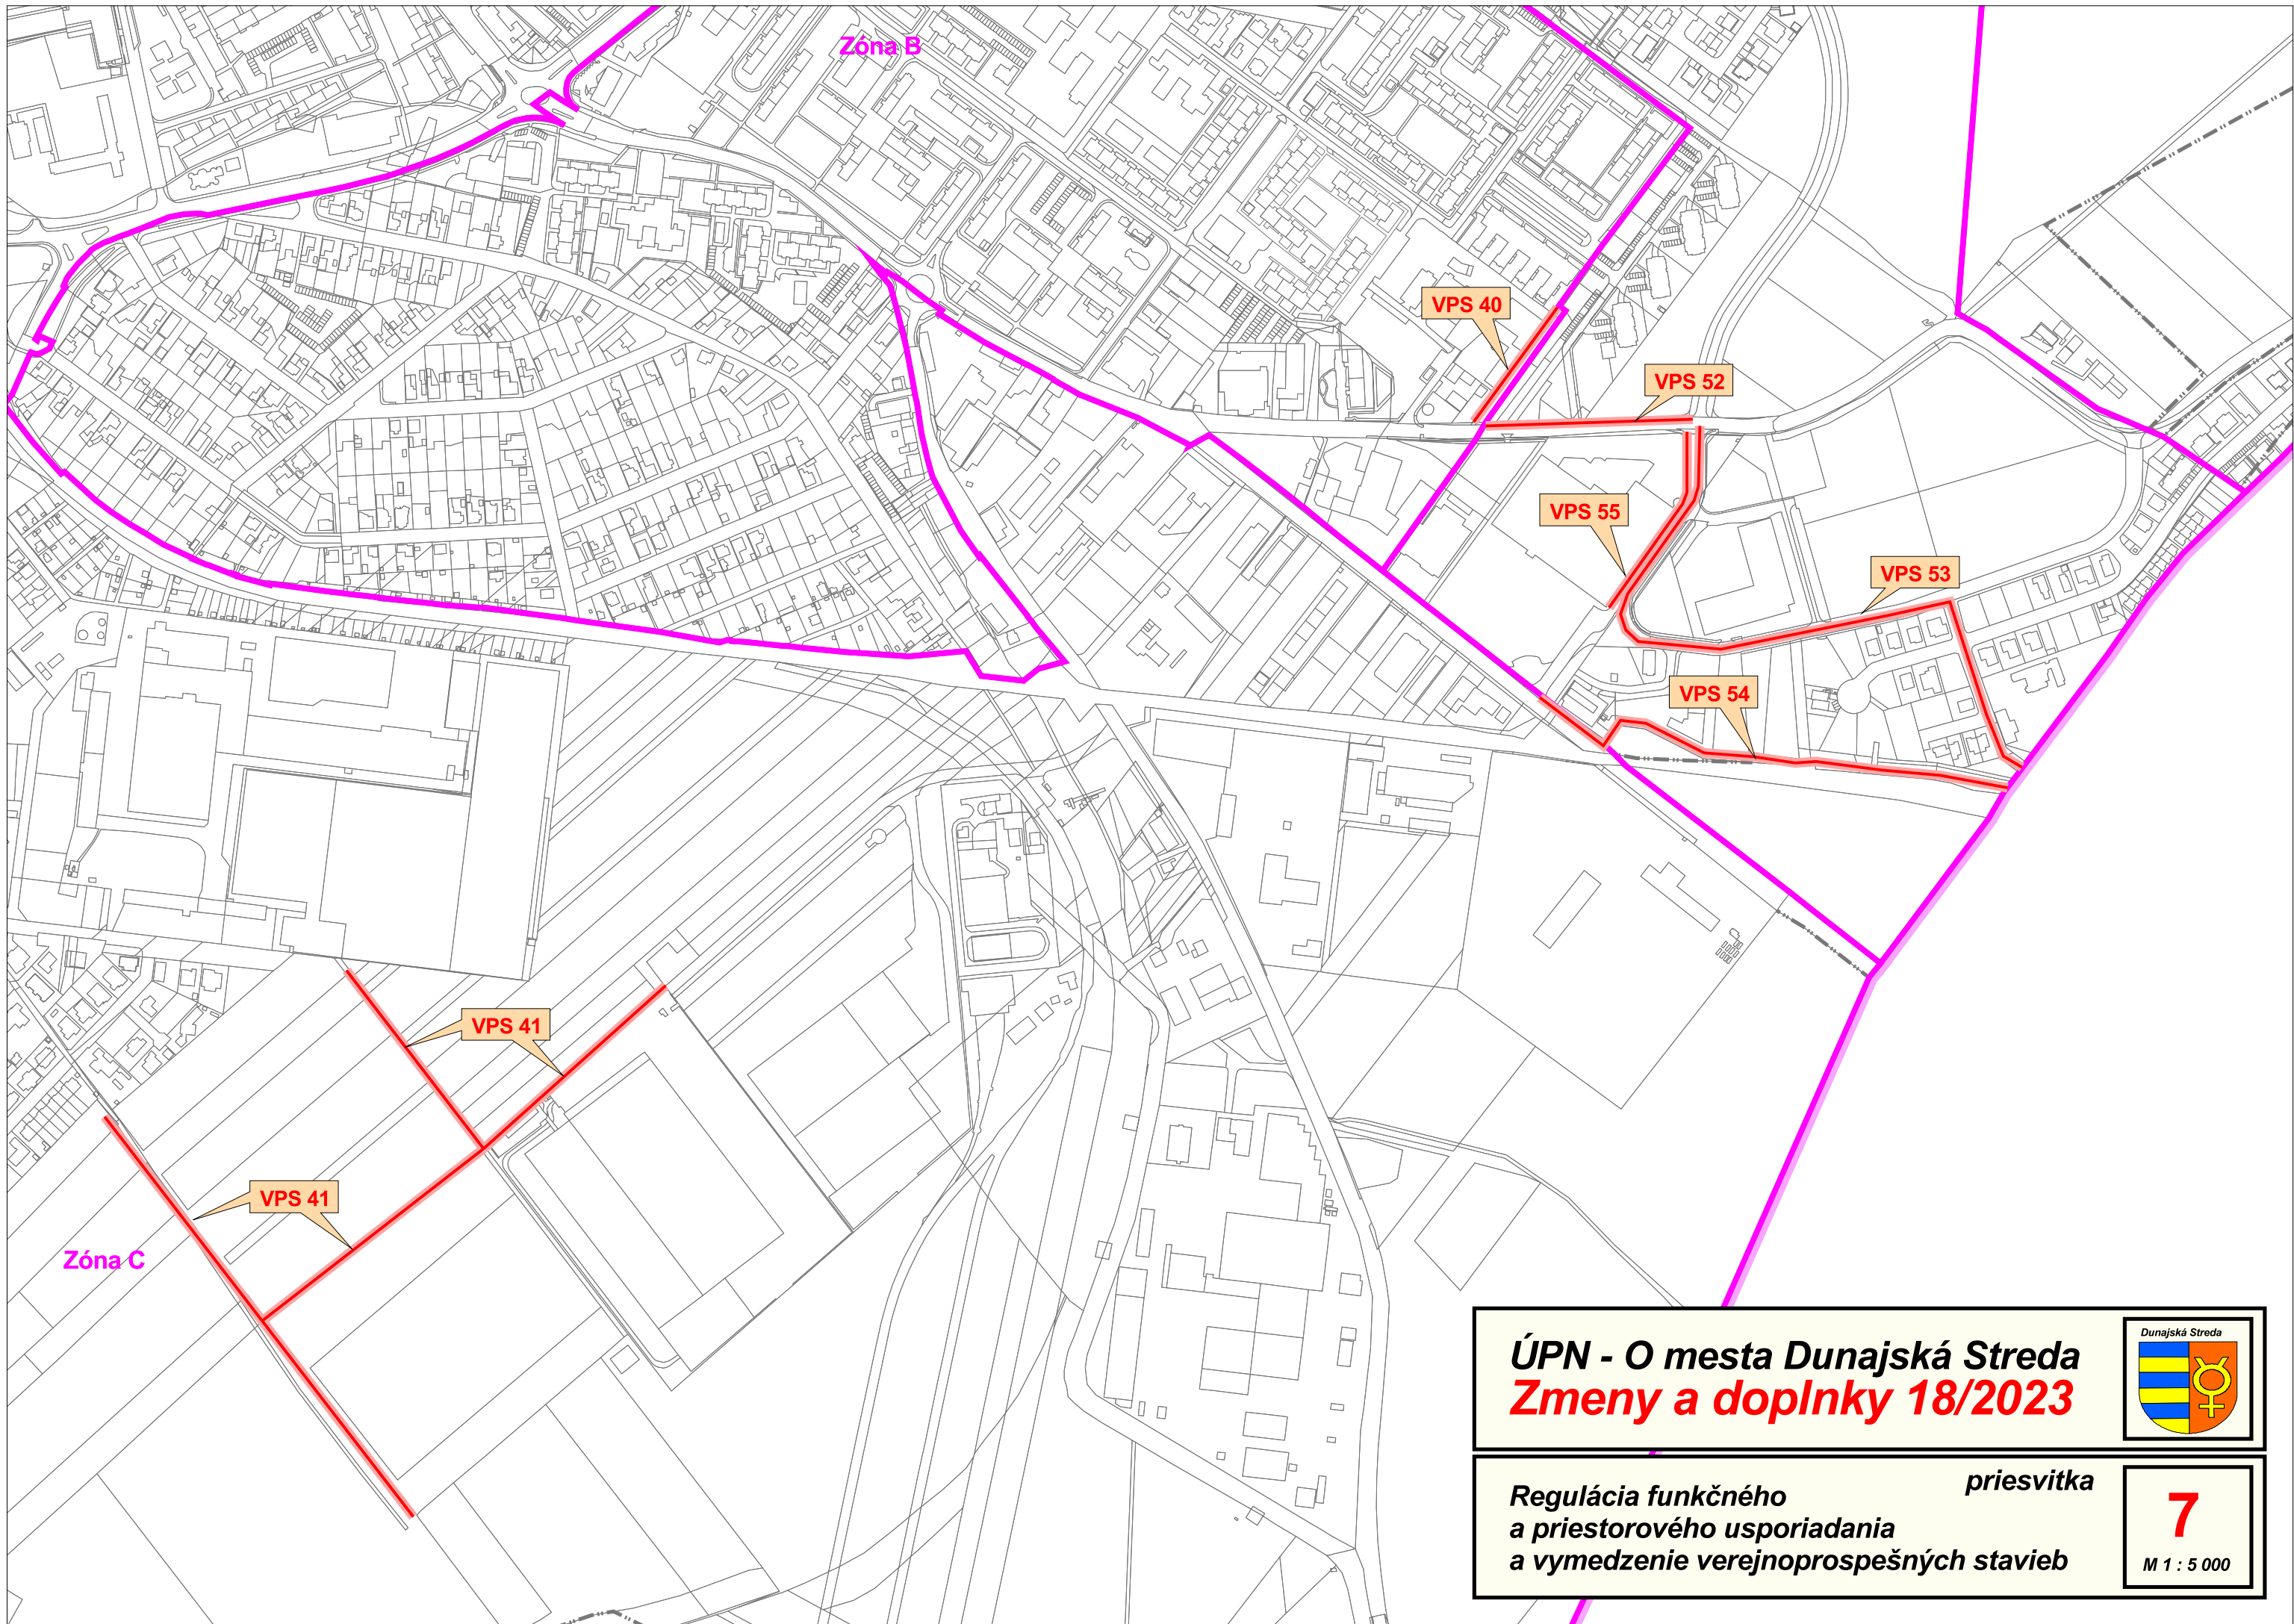 Zóna B
VPS 40
VPS 52
VPS 55
VPS 53
VPS 54
VPS 41
VPS 41
Zóna C
ÚPN - O mesta Dunajská Streda
Zmeny a doplnky 18/2023
Dunajská Streda
priesvitka
Regulácia funkčného
a priestorového usporiadania
a vymedzenie verejnoprospešných stavieb
7
M 1 : 5 000